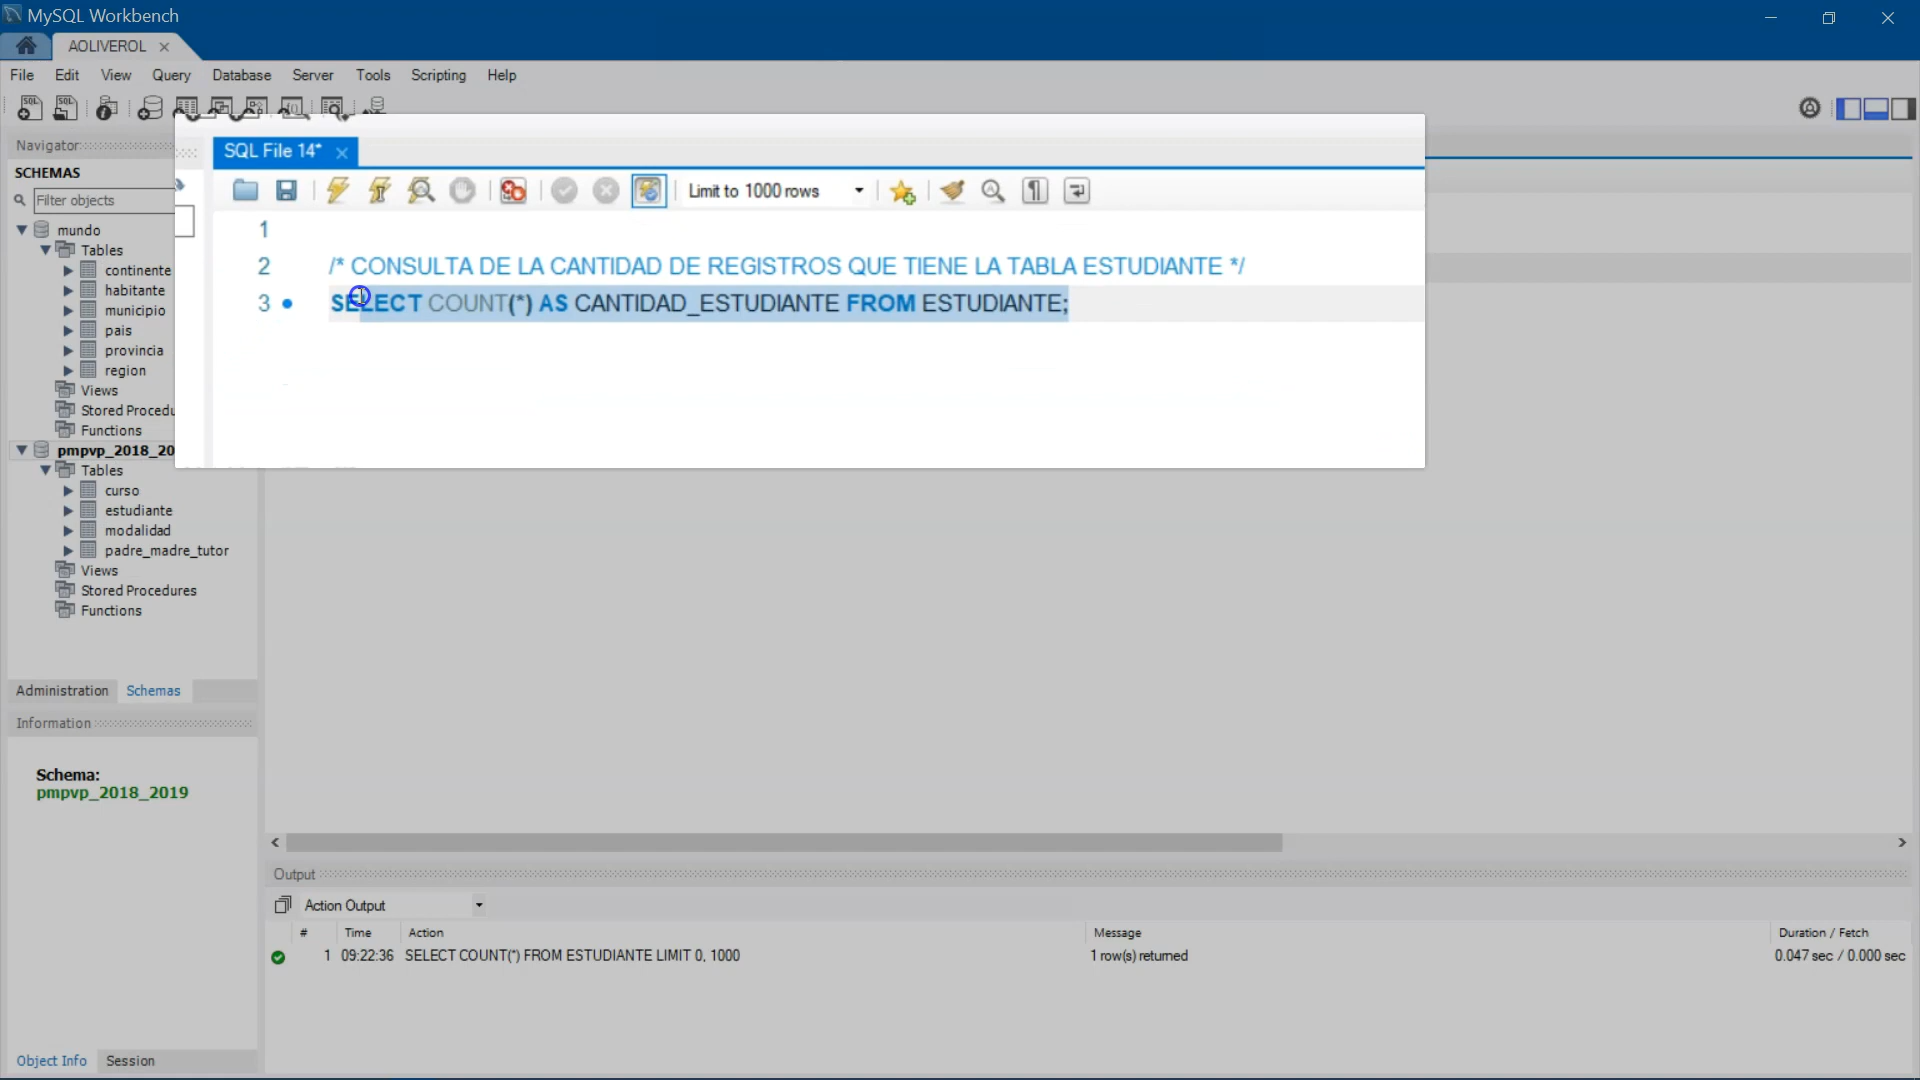 MySQL Workbench
AOLIVEROL
File Edit View Query Database Server Tools Scripting Help
Navigator
SCHEMAS
Filter objects
mundo
Tables
continente
habitante
municipio
pais
provincia
region
Views
Stored Procedu
Functions
pmpvp_2018_20
Tables
curso
estudiante
modalidad
padre_madre_tutor
Views
Stored Procedures
Functions
Administration Schemas
Information
Schema:
pmpvp_2018_2019
Object Info Session
SQL File 14*
Limit to 1000 rows
1
2 /* CONSULTA DE LA CANTIDAD DE REGISTROS QUE TIENE LA TABLA ESTUDIANTE */
3 SELECT COUNT(*) AS CANTIDAD_ESTUDIANTE FROM ESTUDIANTE;
Output
Action Output
# Time Action Message Duration / Fetch
1 09:22:36 SELECT COUNT(*) FROM ESTUDIANTE LIMIT 0, 1000 1 row(s) returned 0.047 sec / 0.000 sec